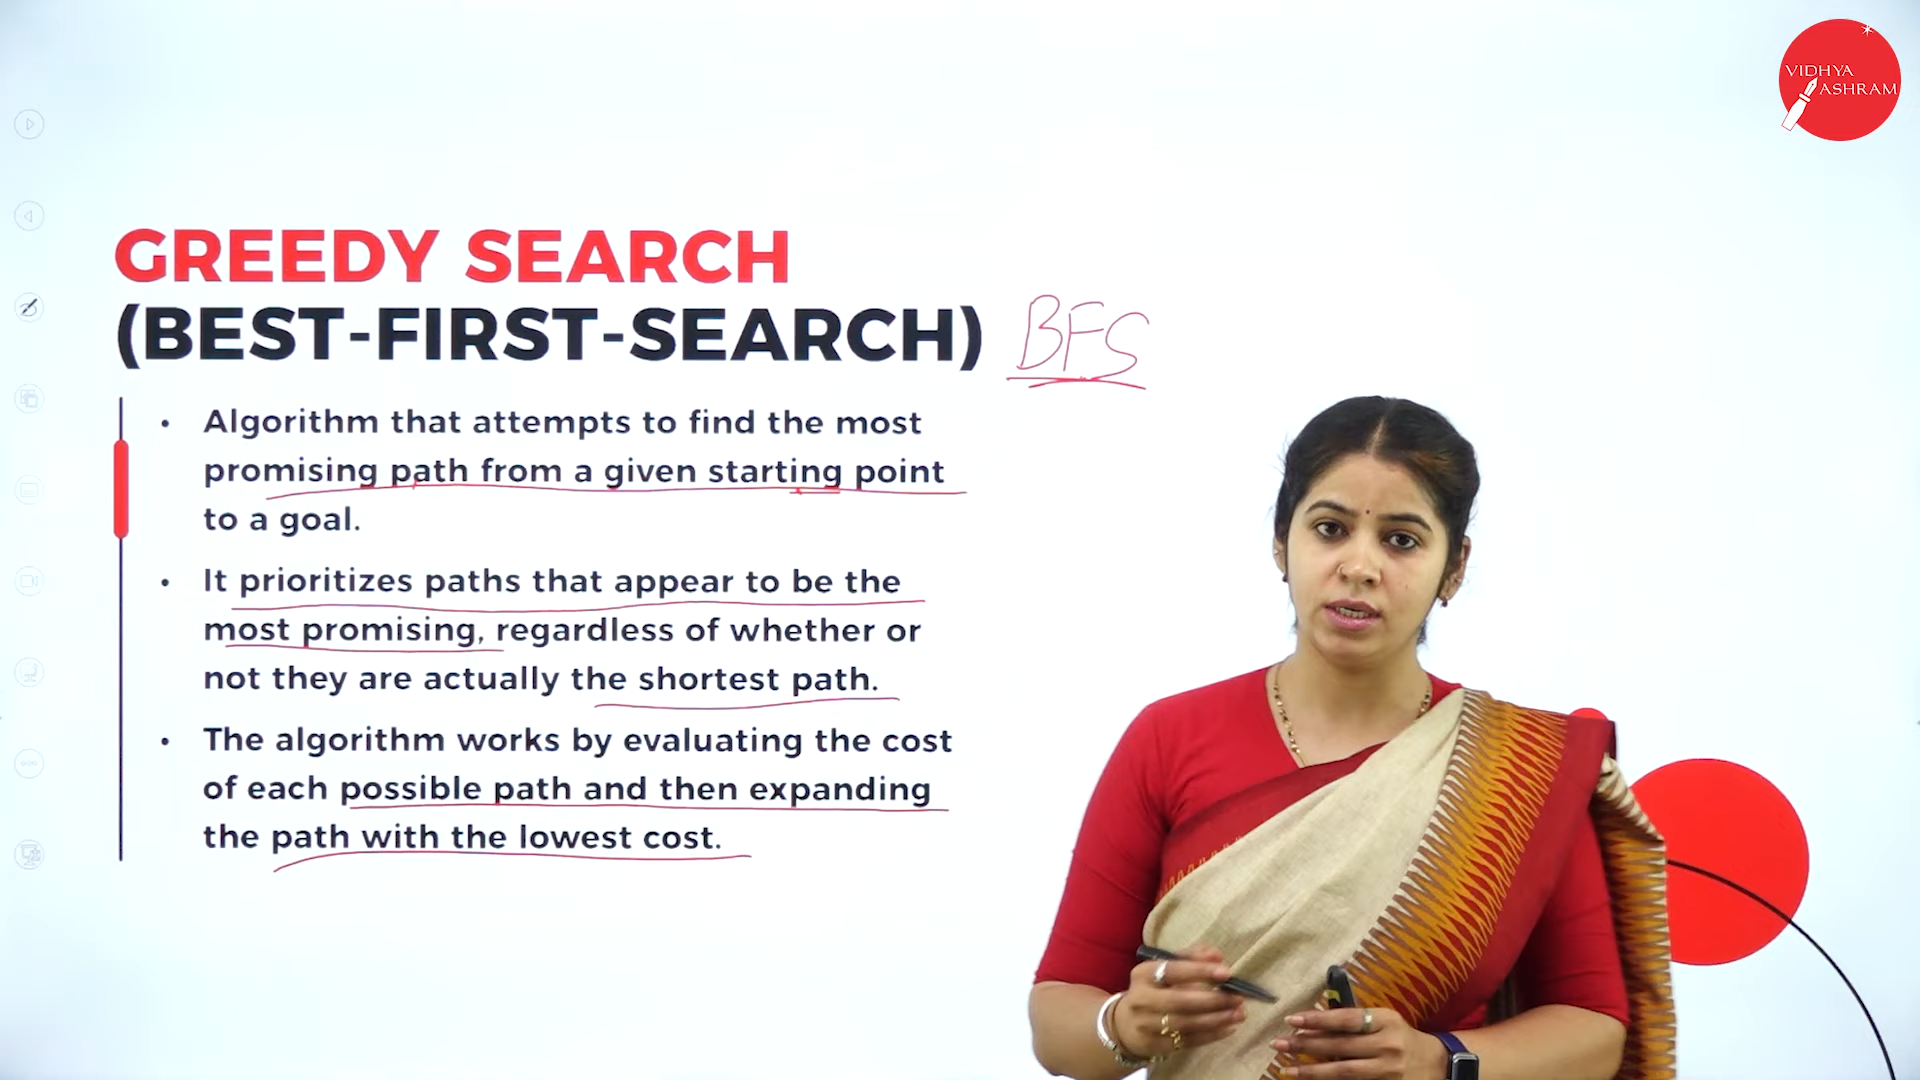 VIDHYA
ASHRAM
GREEDY SEARCH
(BEST-FIRST-SEARCH) BFS
• Algorithm that attempts to find the most
promising path from a given starting point
to a goal.
• It prioritizes paths that appear to be the
most promising, regardless of whether or
not they are actually the shortest path.
• The algorithm works by evaluating the cost
of each possible path and then expanding
the path with the lowest cost.